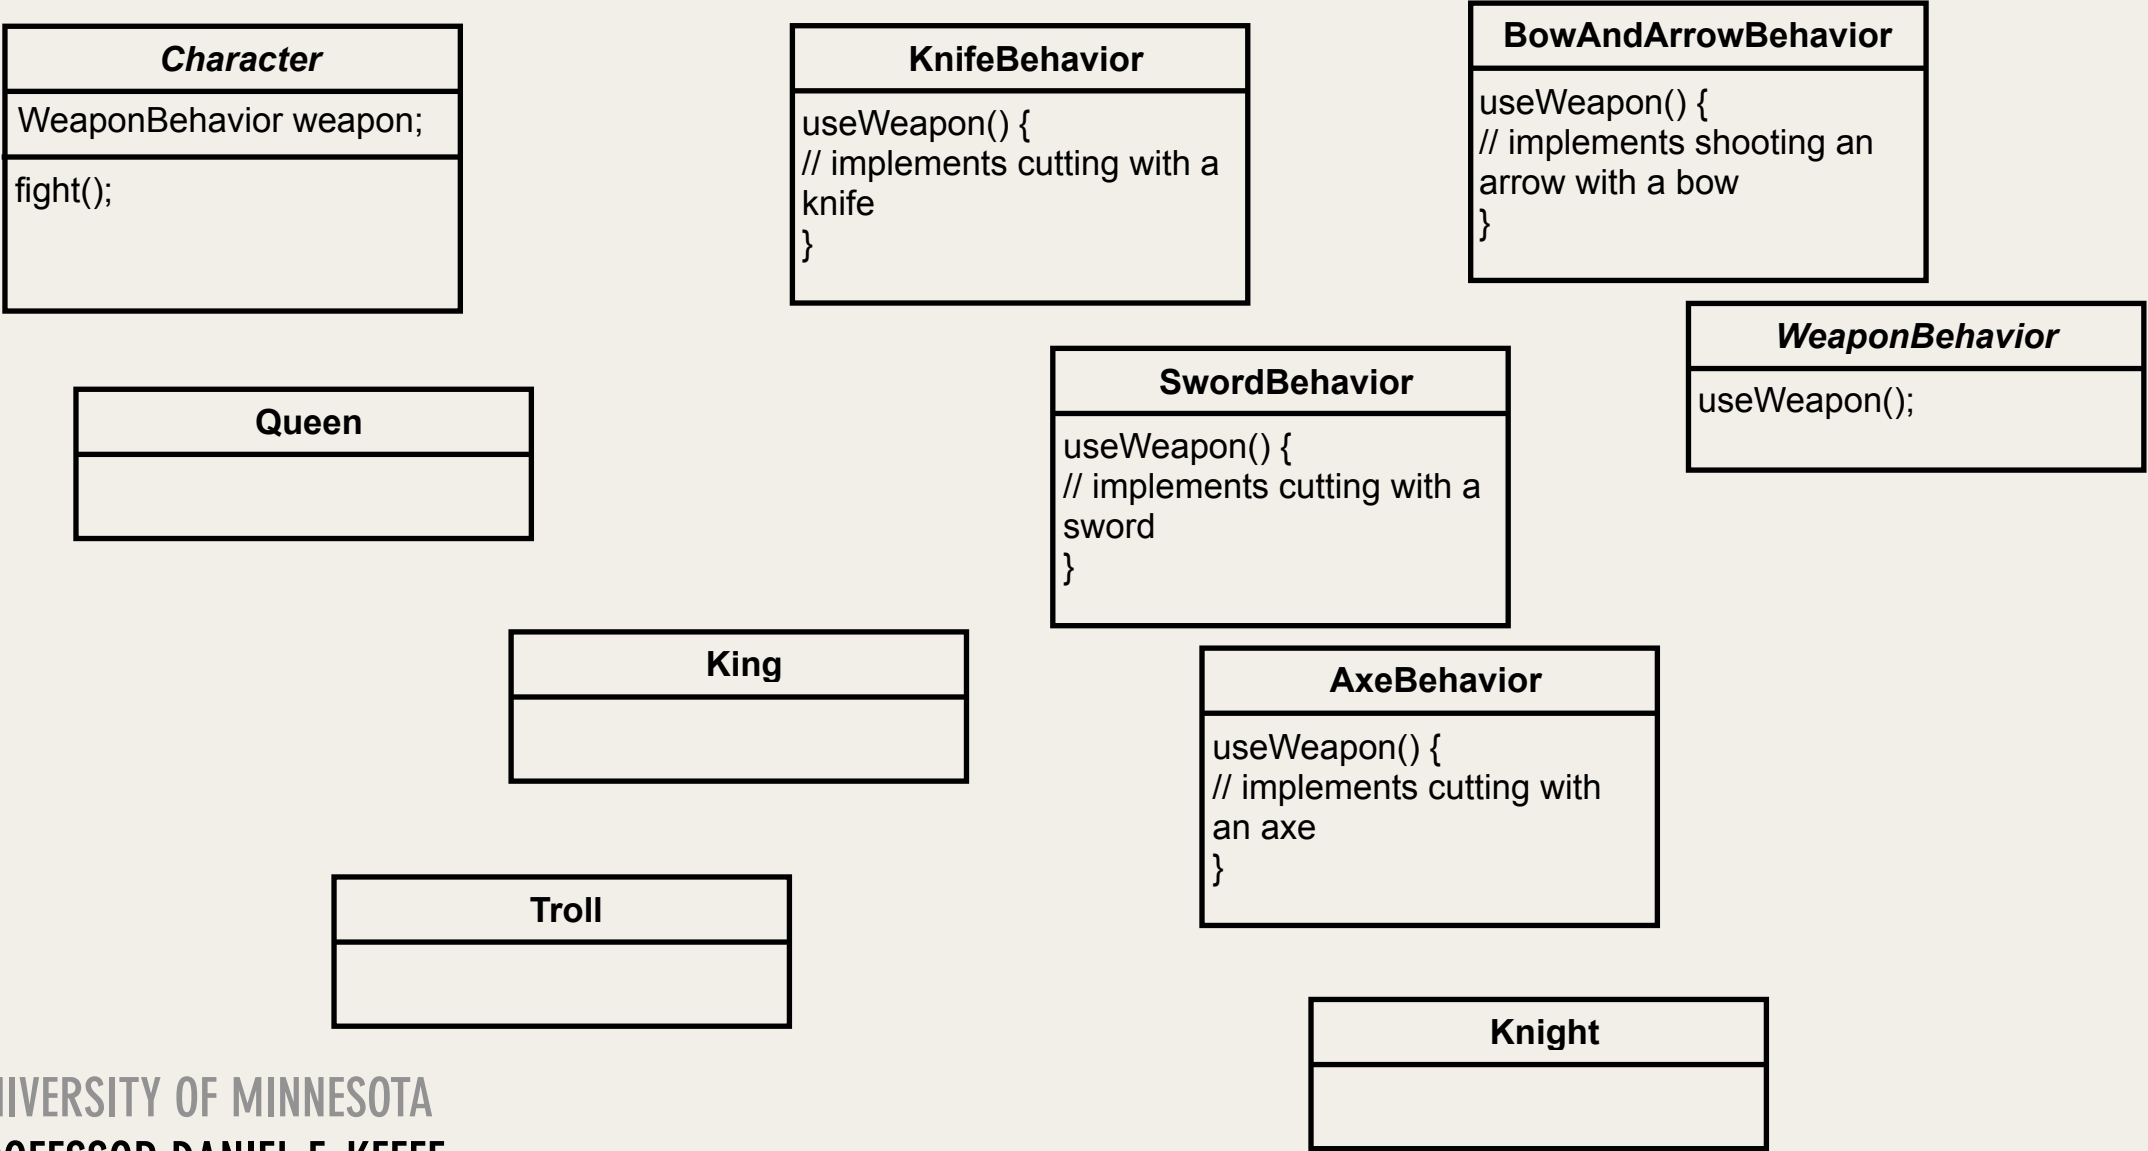 Character
WeaponBehavior weapon;
fight();
KnifeBehavior
useWeapon() {
// implements cutting with a
knife
}
BowAndArrowBehavior
useWeapon() {
// implements shooting an
arrow with a bow
}
WeaponBehavior
useWeapon();
Queen
SwordBehavior
useWeapon() {
// implements cutting with a
sword
}
King
AxeBehavior
useWeapon() {
// implements cutting with
an axe
}
Troll
Knight
OF MINNESOTA
DANIEL